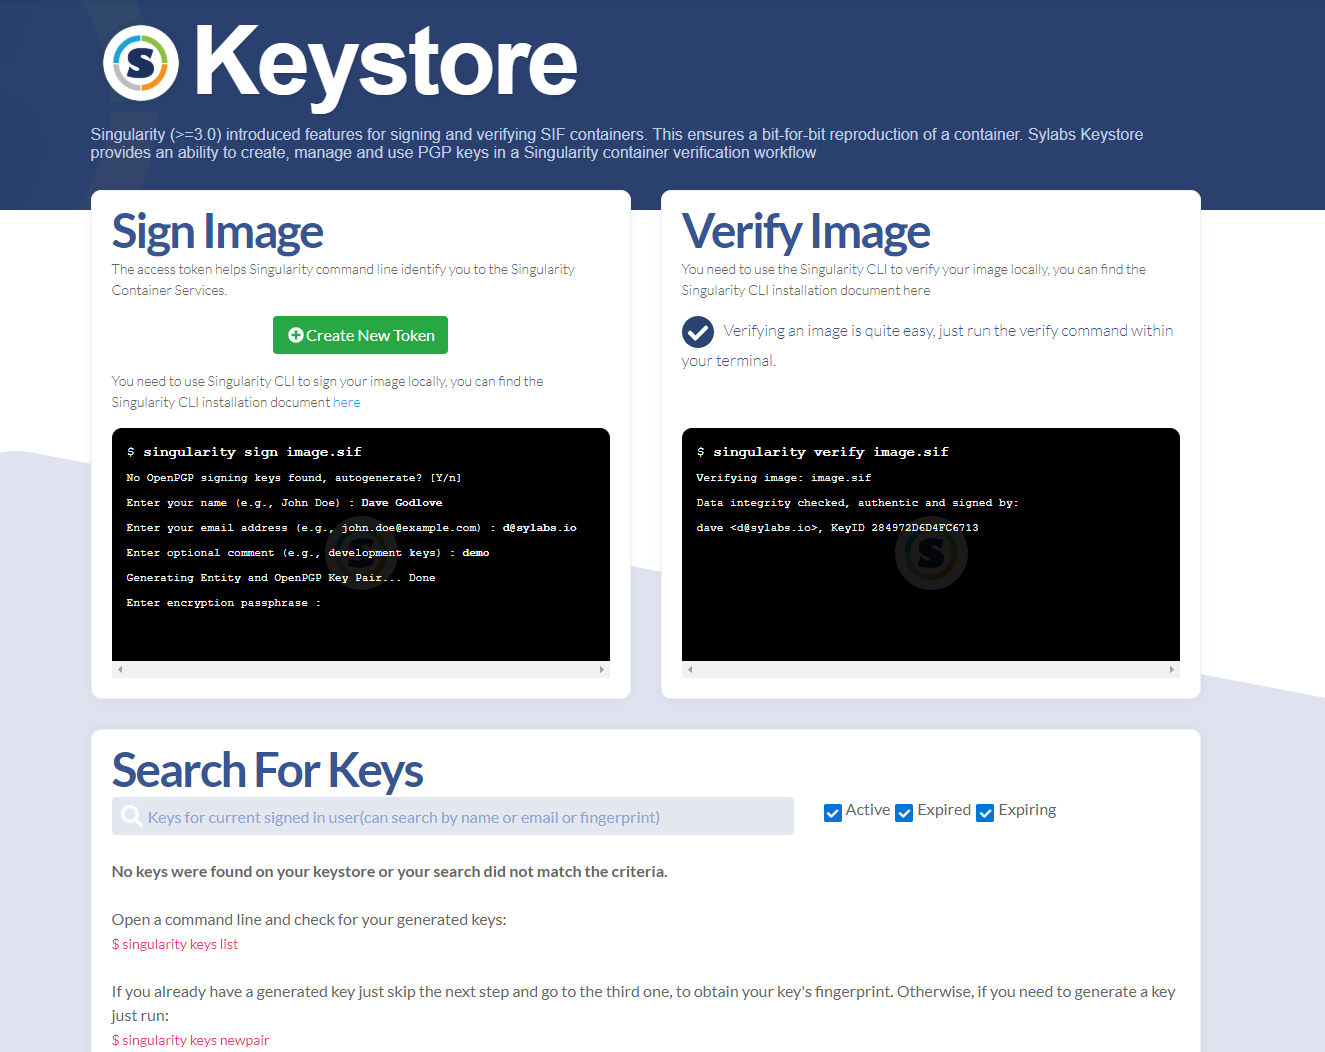 S Keystore
Singularity (>=3.0) introduced features for signing and verifying SIF containers. This ensures a bit-for-bit reproduction of a container. Sylabs Keystore
provides an ability to create, manage and use PGP keys in a Singularity container verification workflow
Sign Image
The access token helps Singularity command line identify you to the Singularity
Container Services.
Create New Token
You need to use Singularity CLI to sign your image locally, you can find the
Singularity CLI installation document here
$ singularity sign image.sif
No OpenPGP signing keys found, autogenerate? [Y/n]
Enter your name (e.g., John Doe) : Dave Godlove
Enter your email address (e.g., john.doe@example.com) : d@sylabs.io
Enter optional comment (e.g., development keys) : demo
Generating Entity and OpenPGP Key Pair... Done
Enter encryption passphrase :
Verify Image
You need to use the Singularity CLI to verify your image locally, you can find the
Singularity CLI installation document here
Verifying an image is quite easy, just run the verify command within
your terminal.
$ singularity verify image.sif
Verifying image: image.sif
Data integrity checked, authentic and signed by:
dave <d@sylabs.io>, KeyID 284972D6D4FC6713
Search For Keys
Keys for current signed in user(can search by name or email or fingerprint)
Active Expired Expiring
No keys were found on your keystore or your search did not match the criteria.
Open a command line and check for your generated keys:
$ singularity keys list
If you already have a generated key just skip the next step and go to the third one, to obtain your key's fingerprint. Otherwise, if you need to generate a key
just run:
$ singularity keys newpair